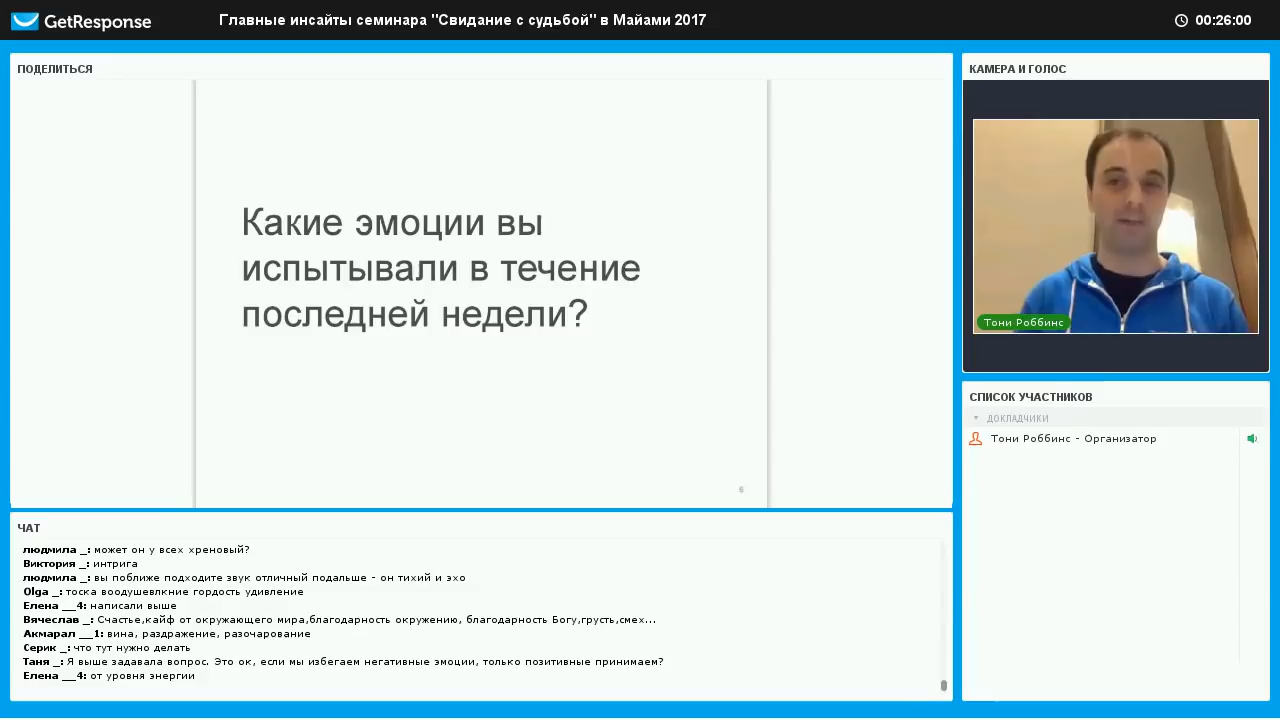 GetResponse
Главные инсайты семинара "Свидание с судьбой" в Майами 2017
00:26:00
ПОДЕЛИТЬСЯ
Какие эмоции вы
испытывали в течение
последней недели?
6
КАМЕРА И ГОЛОС
Тони Роббинс
СПИСОК УЧАСТНИКОВ
ДОКЛАДЧИКИ
Тони Роббинс - Организатор
ЧАТ
людмила _: может он у всех хреновый?
Виктория _: интрига
людмила _: вы поближе подходите звук отличный подальше - он тихий и эхо
Olga _: тоска воодушевлкние гордость удивление
Елена __4: написали выше
Вячеслав _: Счастье,кайф от окружающего мира,благодарность окружению, благодарность Богу,грусть,смех...
Акмарал __1: вина, раздражение, разочарование
Серик _: что тут нужно делать
Таня _: Я выше задавала вопрос. Это ок, если мы избегаем негативные эмоции, только позитивные принимаем?
Елена __4: от уровня энергии